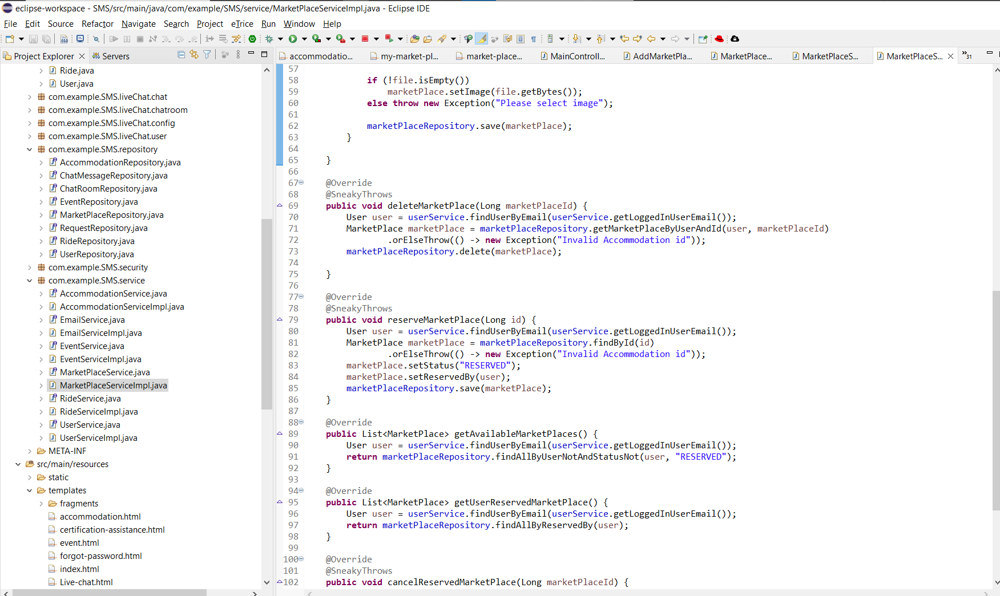 eclipse-workspace - SMS/src/main/java/com/example/SMS/service/MarketPlaceServiceImpl.java - Eclipse IDE
File Edit Source Refactor Navigate Search Project eTrice Run Window Help
Project Explorer Servers
accommodatio... my-market-pl... market-place... MainControll... AddMarketPla... MarketPlace... MarketPlaceS... MarketPlaceS... »31
Ride.java
User.java
com.example.SMS.liveChat.chat
com.example.SMS.liveChat.chatroom
com.example.SMS.liveChat.config
com.example.SMS.liveChat.user
com.example.SMS.repository
AccommodationRepository.java
ChatMessageRepository.java
ChatRoomRepository.java
EventRepository.java
MarketPlaceRepository.java
RequestRepository.java
RideRepository.java
UserRepository.java
com.example.SMS.security
com.example.SMS.service
AccommodationService.java
AccommodationServiceImpl.java
EmailService.java
EmailServiceImpl.java
EventService.java
EventServiceImpl.java
MarketPlaceService.java
MarketPlaceServiceImpl.java
RideService.java
RideServiceImpl.java
UserService.java
UserServiceImpl.java
META-INF
src/main/resources
static
templates
fragments
accommodation.html
certification-assistance.html
event.html
forgot-password.html
index.html
Live-chat.html
57
58 if (!file.isEmpty())
59 marketPlace.setImage(file.getBytes());
60 else throw new Exception("Please select image");
61
62 marketPlaceRepository.save(marketPlace);
63 }
64
65 }
66
67 @Override
68 @SneakyThrows
69 public void deleteMarketPlace(Long marketPlaceId) {
70 User user = userService.findUserByEmail(userService.getLoggedInUserEmail());
71 MarketPlace marketPlace = marketPlaceRepository.getMarketPlaceByUserAndId(user, marketPlaceId)
72 .orElseThrow(() -> new Exception("Invalid Accommodation id"));
73 marketPlaceRepository.delete(marketPlace);
74
75 }
76
77 @Override
78 @SneakyThrows
79 public void reserveMarketPlace(Long id) {
80 User user = userService.findUserByEmail(userService.getLoggedInUserEmail());
81 MarketPlace marketPlace = marketPlaceRepository.findById(id)
82 .orElseThrow(() -> new Exception("Invalid Accommodation id"));
83 marketPlace.setStatus("RESERVED");
84 marketPlace.setReservedBy(user);
85 marketPlaceRepository.save(marketPlace);
86 }
87
88 @Override
89 public List<MarketPlace> getAvailableMarketPlaces() {
90 User user = userService.findUserByEmail(userService.getLoggedInUserEmail());
91 return marketPlaceRepository.findAllByUserNotAndStatusNot(user, "RESERVED");
92 }
93
94 @Override
95 public List<MarketPlace> getUserReservedMarketPlace() {
96 User user = userService.findUserByEmail(userService.getLoggedInUserEmail());
97 return marketPlaceRepository.findAllByReservedBy(user);
98 }
99
100 @Override
101 @SneakyThrows
102 public void cancelReservedMarketPlace(Long marketPlaceId) {